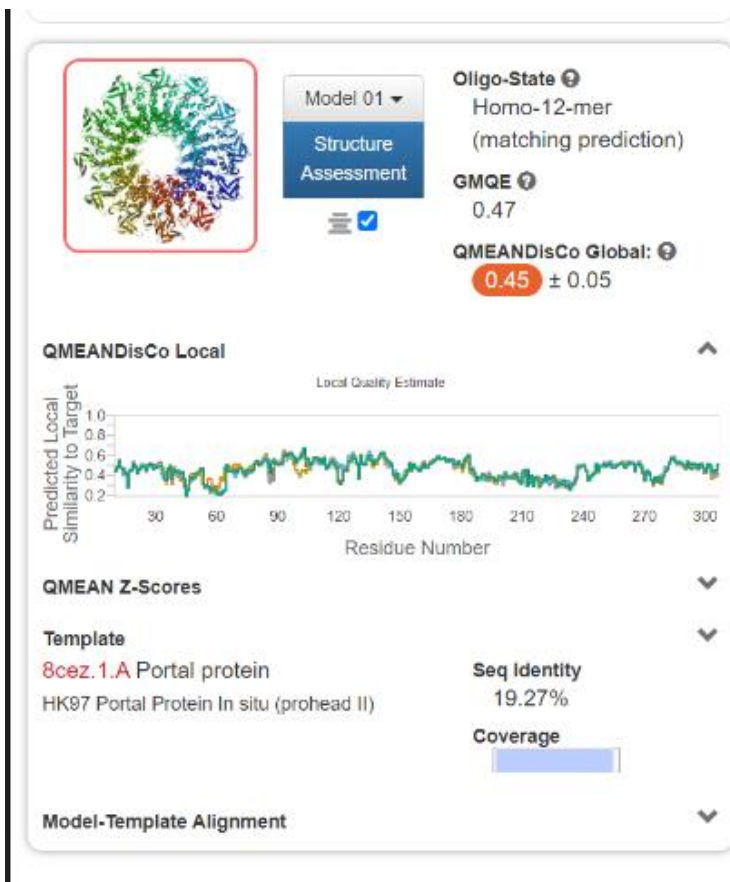 Model 01
Structure
Assessment
Oligo-State
Homo-12-mer
(matching prediction)
GMQE
0.47
QMEANDisCo Global:
0.45 ± 0.05
QMEANDisCo Local
Local Quality Estimate
Predicted Local
Similarity to Target
1.0
0.8
0.6
0.4
0.2
30 60 90 120 150 180 210 240 270 300
Residue Number
QMEAN Z-Scores
Template
8cez.1.A Portal protein
HK97 Portal Protein In situ (prohead II)
Seq Identity
19.27%
Coverage
Model-Template Alignment